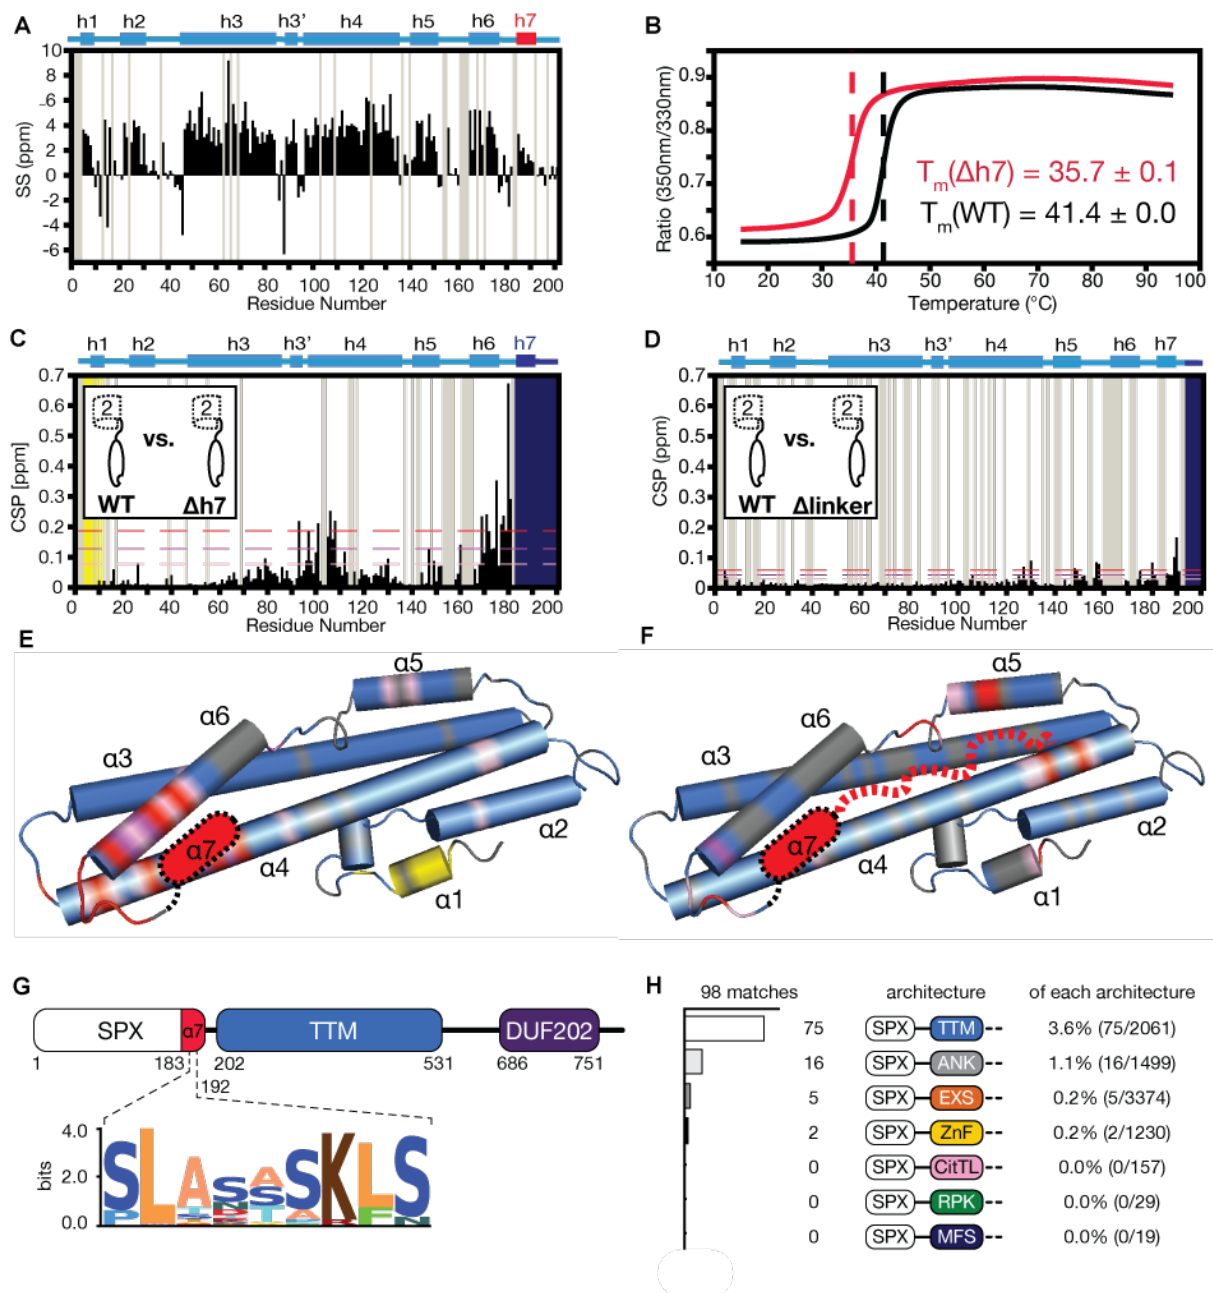 A
h1 h2 h3 h3' h4 h5 h6 h7
SS (ppm)
10
8
6
4
2
0
-2
-4
-6
0 20 40 60 80 100 120 140 160 180 200
Residue Number
B
Ratio (350nm/330nm)
0.9
0.8
0.7
0.6
Tm(Δh7) = 35.7 ± 0.1
Tm(WT) = 41.4 ± 0.0
10 20 30 40 50 60 70 80 90 100
Temperature (°C)
C
h1 h2 h3 h3' h4 h5 h6 h7
CSP [ppm]
0.7
0.6
0.5
0.4
0.3
0.2
0.1
0
2 2
vs.
WT Δh7
0 20 40 60 80 100 120 140 160 180 200
Residue Number
D
h1 h2 h3 h3' h4 h5 h6 h7
CSP (ppm)
0.7
0.6
0.5
0.4
0.3
0.2
0.1
0
2 2
vs.
WT Δlinker
0 20 40 60 80 100 120 140 160 180 200
Residue Number
E
α5
α6
α3
α2
α7
α4
α1
F
α5
α6
α3
α2
α7
α4
α1
G
SPX α7 TTM DUF202
1 183 202 531 686 751
192
bits
4.0
2.0
0.0
SLASASKLS
H
98 matches architecture of each architecture
75 SPX TTM 3.6% (75/2061)
16 SPX ANK 1.1% (16/1499)
5 SPX EXS 0.2% (5/3374)
2 SPX ZnF 0.2% (2/1230)
0 SPX CitTL 0.0% (0/157)
0 SPX RPK 0.0% (0/29)
0 SPX MFS 0.0% (0/19)